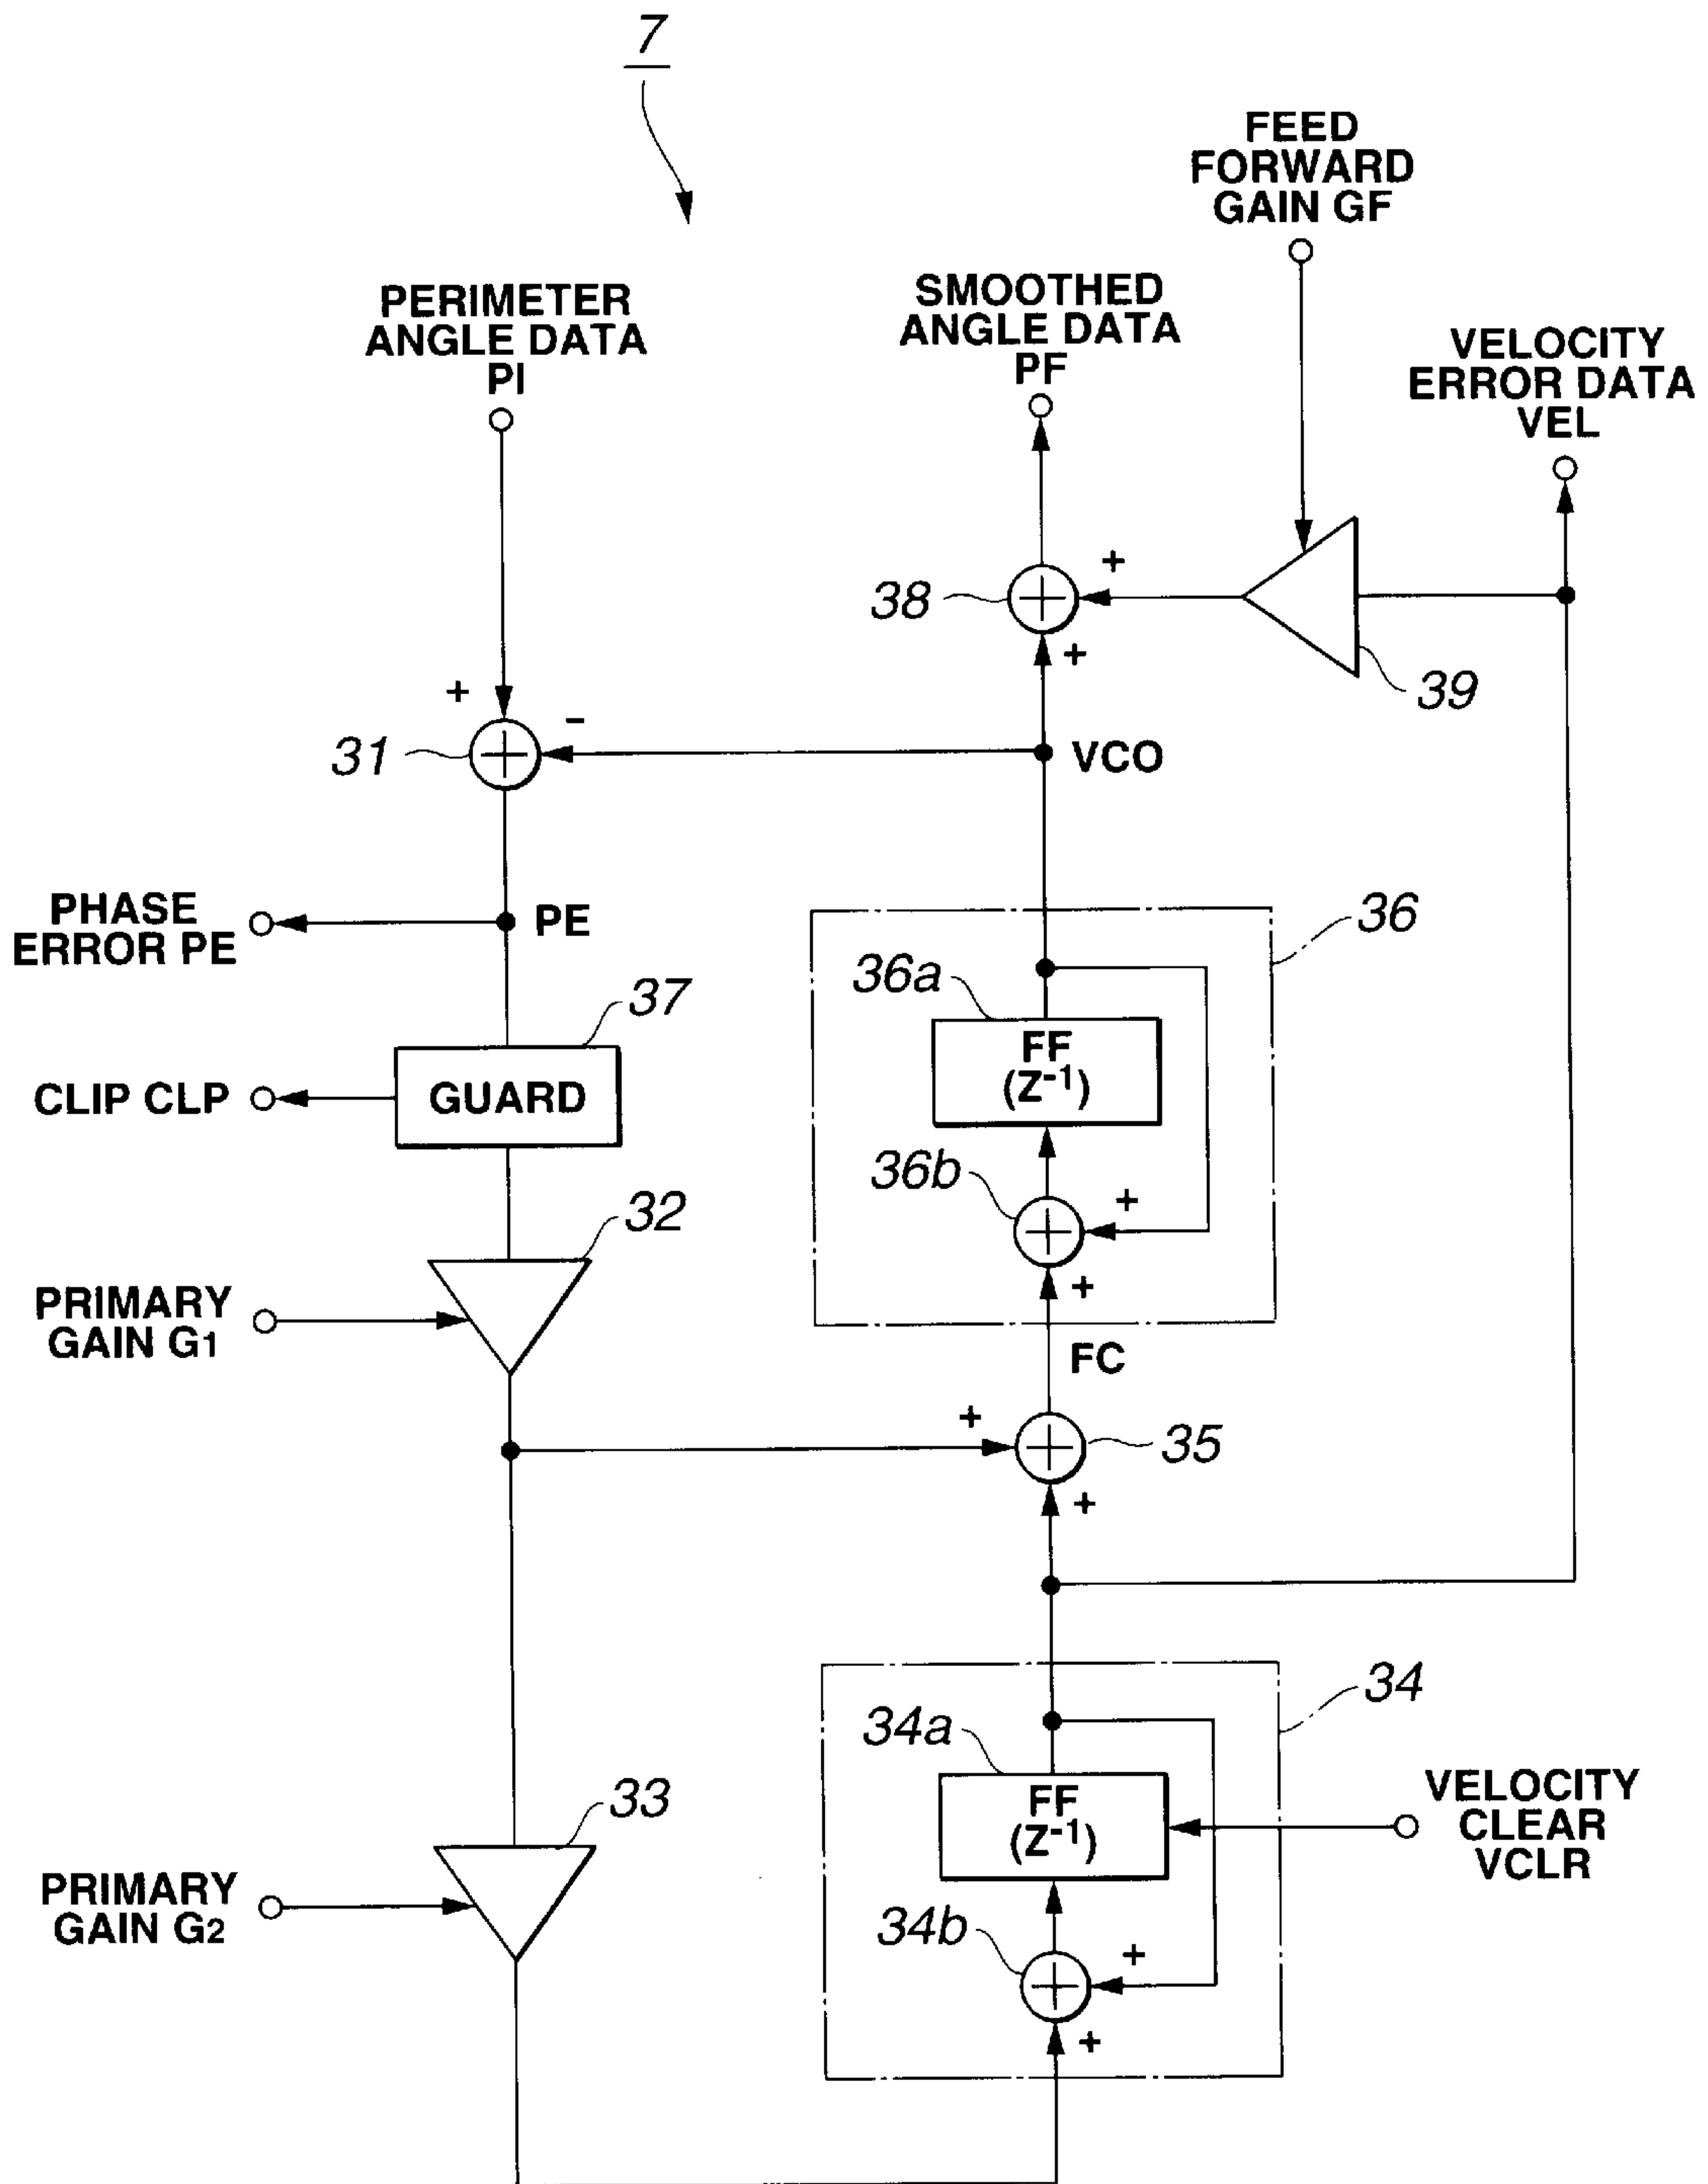 7
FEED
FORWARD
GAIN GF
SMOOTHED
ANGLE DATA
PF
PERIMETER
ANGLE DATA
PI
VELOCITY
ERROR DATA
VEL
38
+
+
39
+
-
31
VCO
PHASE
ERROR PE
PE
36
36a
37
FF
(Z-1)
CLIP CLP
GUARD
36b
+
+
32
PRIMARY
GAIN G1
FC
+
35
+
34
34a
FF
(Z-1)
VELOCITY
CLEAR
VCLR
33
PRIMARY
GAIN G2
34b
+
+